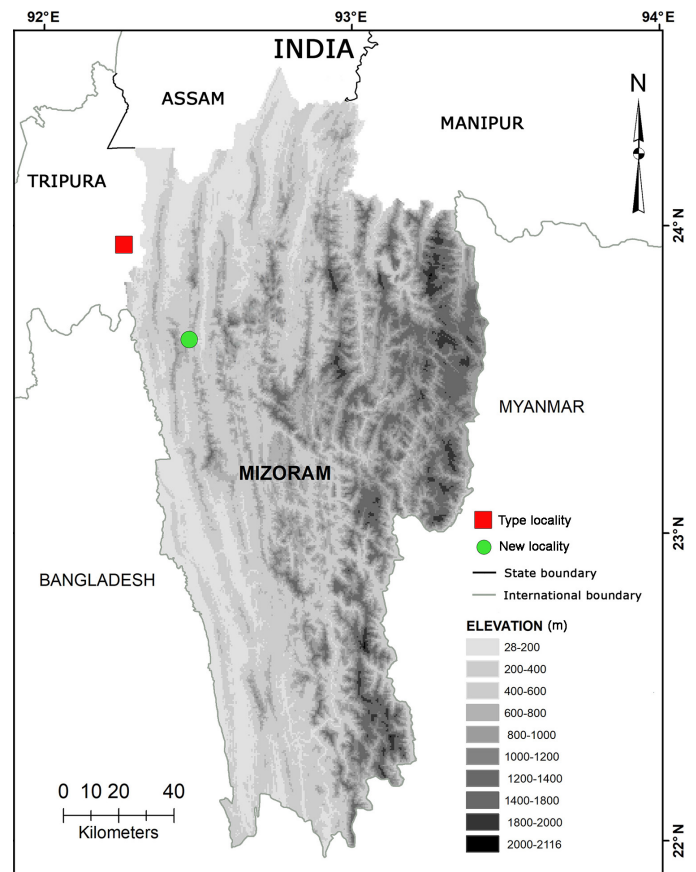 92°E 93°E 94°E
INDIA
ASSAM
MANIPUR
N
TRIPURA
24°N
MYANMAR
MIZORAM
Type locality
New locality
23°N
BANGLADESH
State boundary
International boundary
ELEVATION (m)
28-200
200-400
400-600
600-800
800-1000
1000-1200
1200-1400
1400-1800
1800-2000
2000-2116
0 10 20 40
Kilometers
22°N